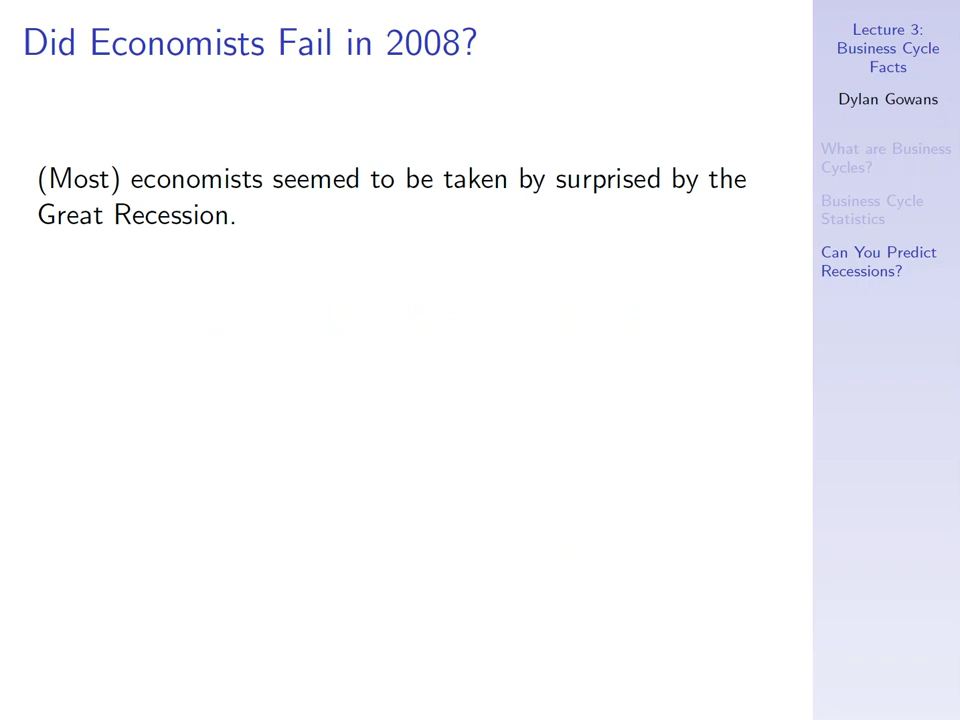 Did Economists Fail in 2008?
(Most) economists seemed to be taken by surprised by the
Great Recession.
Lecture 3:
Business Cycle
Facts
Dylan Gowans
What are Business
Cycles?
Business Cycle
Statistics
Can You Predict
Recessions?